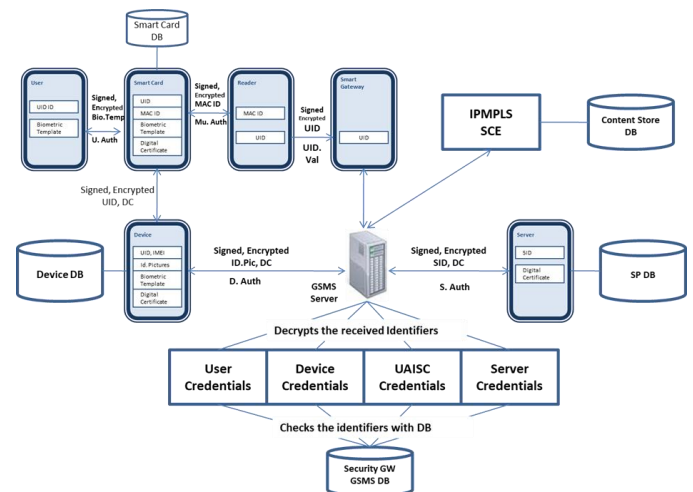 Smart Card
DB
User
UID ID
Biometric
Template
Signed,
Encrypted
Bio.Temp
U. Auth
Smart Card
UID
MAC ID
Biometric
Template
Digital
Certificate
Signed,
Encrypted
MAC ID
Mu. Auth
Reader
MAC ID
UID
Signed
Encrypted
UID
UID.
Val
Smart
Gateway
UID
IPMPLS
SCE
Content Store
DB
Signed, Encrypted
UID, DC
Device DB
Device
UID, IMEI
Id.Pictures
Biometric
Template
Digital
Certificate
Signed, Encrypted
ID.Pic, DC
D. Auth
GSMS
Server
Signed, Encrypted
SID, DC
S. Auth
Server
SID
Digital
Certificate
SP DB
Decrypts the received Identifiers
User
Credentials
Device
Credentials
UAISC
Credentials
Server
Credentials
Checks the identifiers with DB
Security GW
GSMS DB